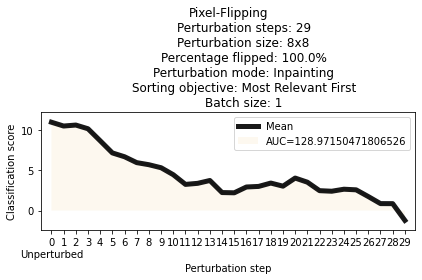 Pixel-Flipping
Perturbation steps: 29
Perturbation size: 8x8
Percentage flipped: 100.0%
Perturbation mode: Inpainting
Sorting objective: Most Relevant First
Batch size: 1
Mean
AUC=128.97150471806526
Classification score
10
5
0
0 1 2 3 4 5 6 7 8 9 10 11 12 13 14 15 16 17 18 19 20 21 22 23 24 25 26 27 28 29
Unperturbed
Perturbation step